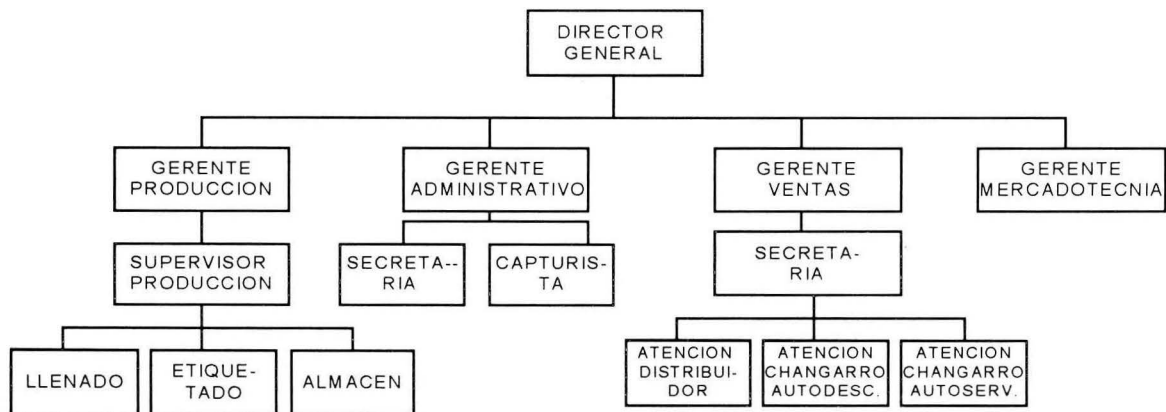 DIRECTOR
GENERAL
GERENTE
PRODUCCION
GERENTE
ADMINISTRATIVO
GERENTE
VENTAS
GERENTE
MERCADOTECNIA
SUPERVISOR
PRODUCCION
SECRETA--
RIA
CAPTURIS-
TA
SECRETA-
RIA
LLENADO
ETIQUE-
TADO
ALMACEN
ATENCION
DISTRIBUI-
DOR
ATENCION
CHANGARRO
AUTODESC.
ATENCION
CHANGARRO
AUTOSERV.